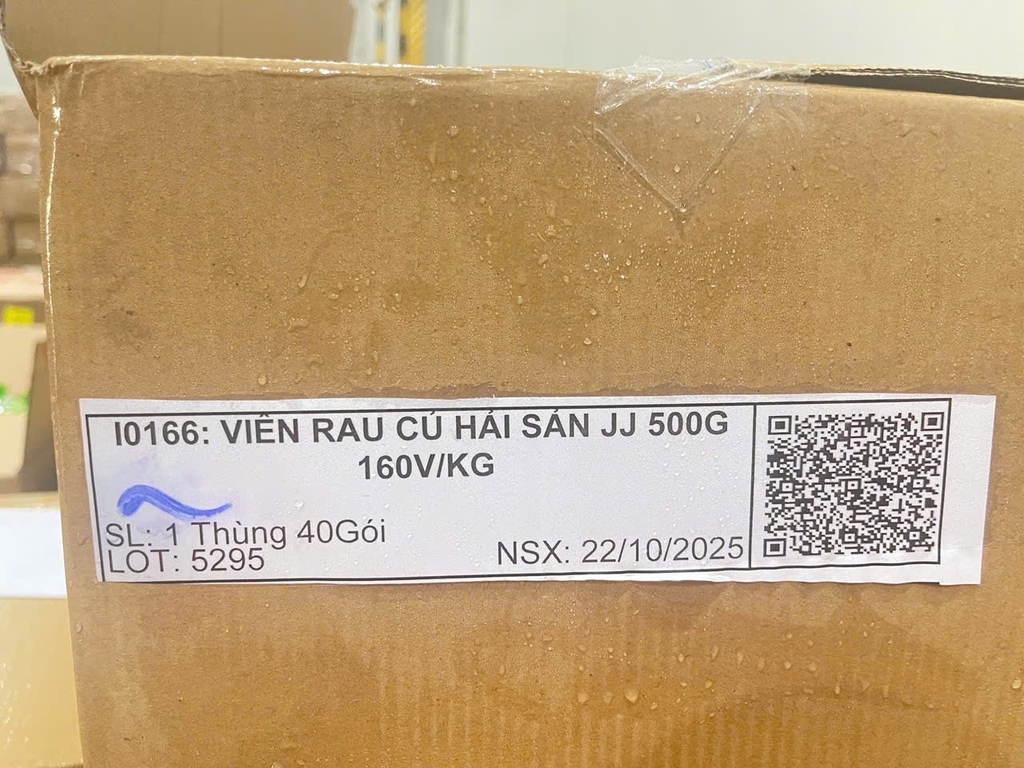 I0166: VIÊN RAU CỦ HẢI SẢN JJ 500G
160V/KG
SL: 1 Thùng 40Gói
LOT: 5295
NSX: 22/10/2025